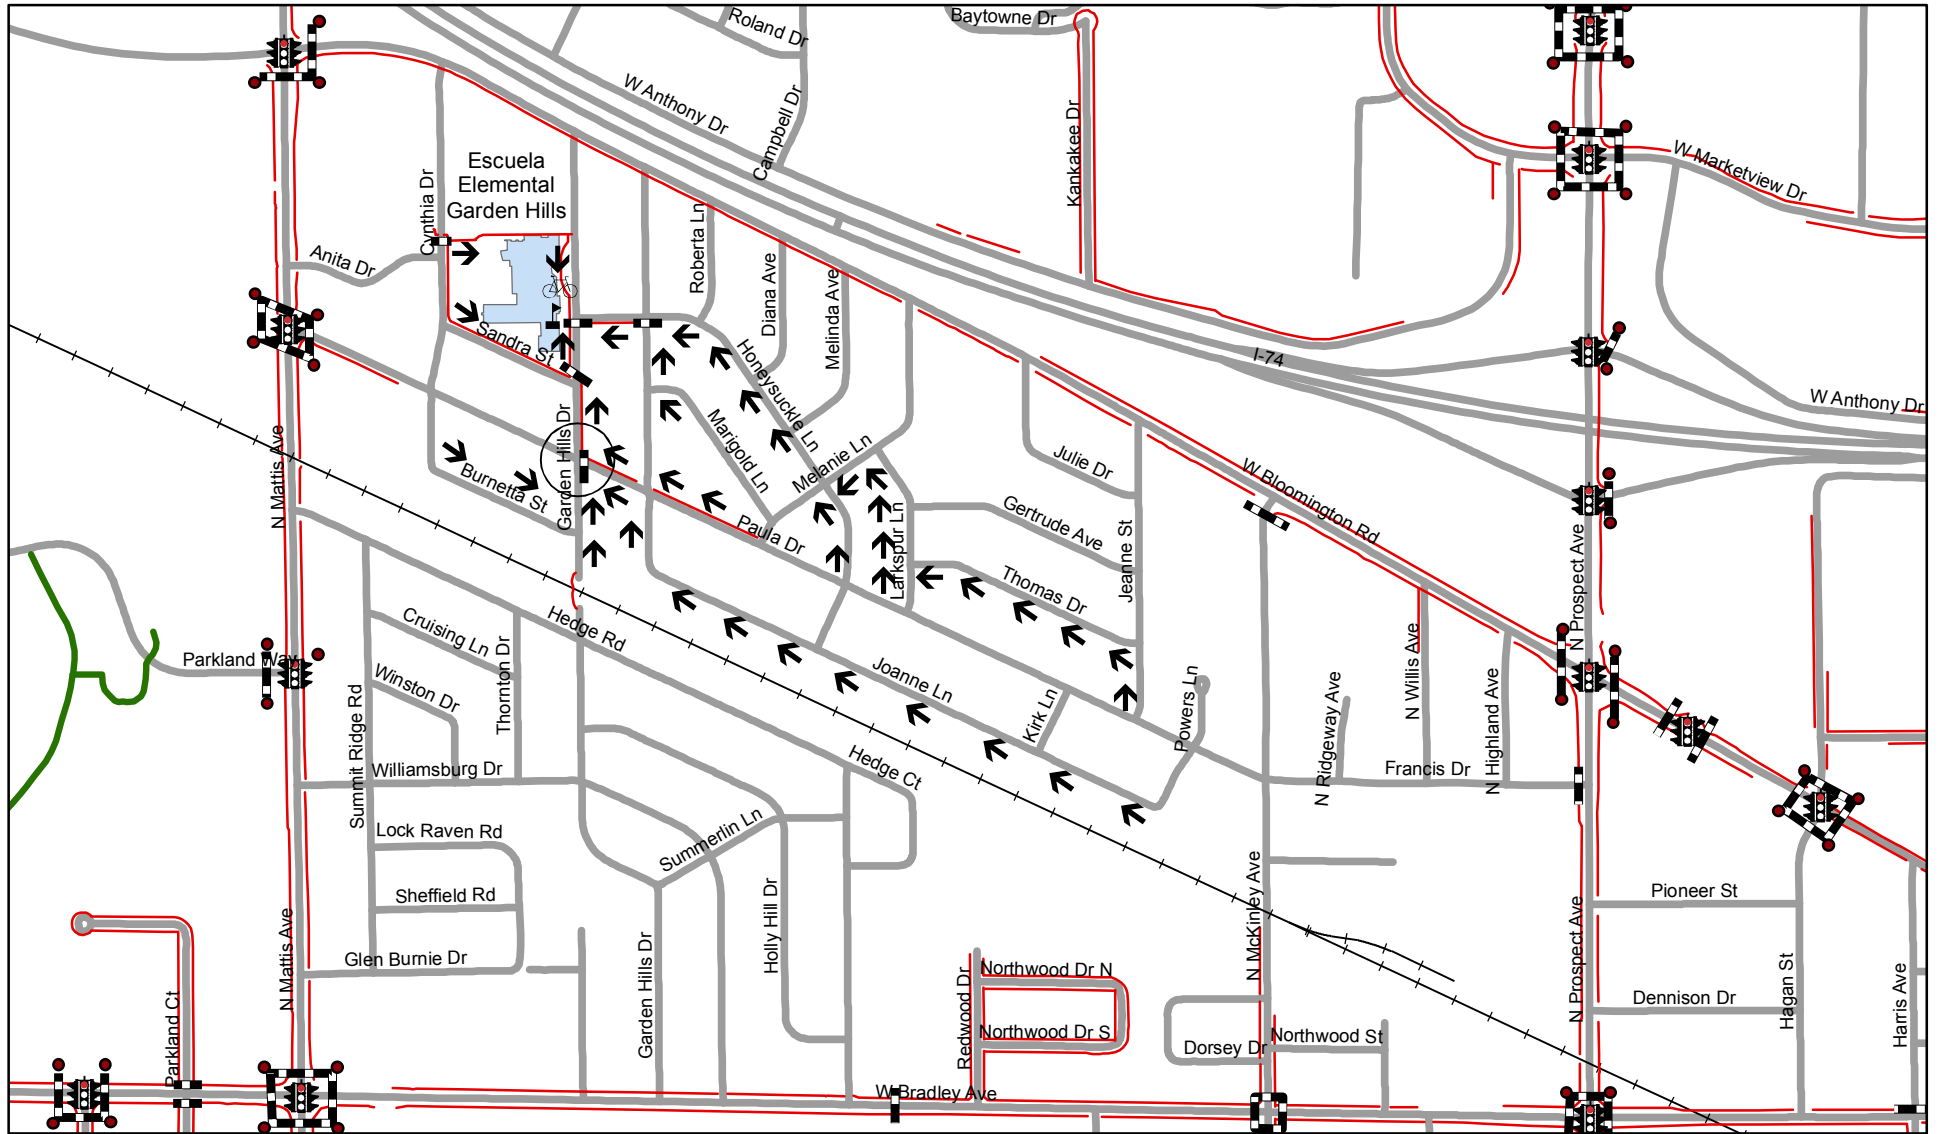 Roland Dr
Baytowne Dr
W Anthony Dr
Campbell Dr
Kankakee Dr
W Marketview Dr
Escuela
Elemental
Garden Hills
Cynthia Dr
Anita Dr
Roberta Ln
Diana Ave
Melinda Ave
Sandra St
Honeysuckle Ln
I-74
W Anthony Dr
Garden Hills Dr
Marigold Ln
Melanie Ln
Julie Dr
W Bloomington Rd
N Mattis Ave
Burnetta St
Paula Dr
Larkspur Ln
Gertrude Ave
Jeanne St
Thomas Dr
N Prospect Ave
Hedge Rd
Cruising Ln
Thornton Dr
Parkland Way
Winston Dr
Summit Ridge Rd
Joanne Ln
Kirk Ln
Powers Ln
N Ridgeway Ave
N Willis Ave
N Highland Ave
Francis Dr
Williamsburg Dr
Hedge Ct
Lock Raven Rd
Summerlin Ln
Sheffield Rd
Holly Hill Dr
N McKinley Ave
Pioneer St
N Prospect Ave
N Mattis Ave
Glen Burnie Dr
Garden Hills Dr
Redwood Dr
Northwood Dr N
Northwood Dr S
Dennison Dr
Hagan St
Harris Ave
Parkland Ct
Dorsey Dr
Northwood St
W Bradley Ave